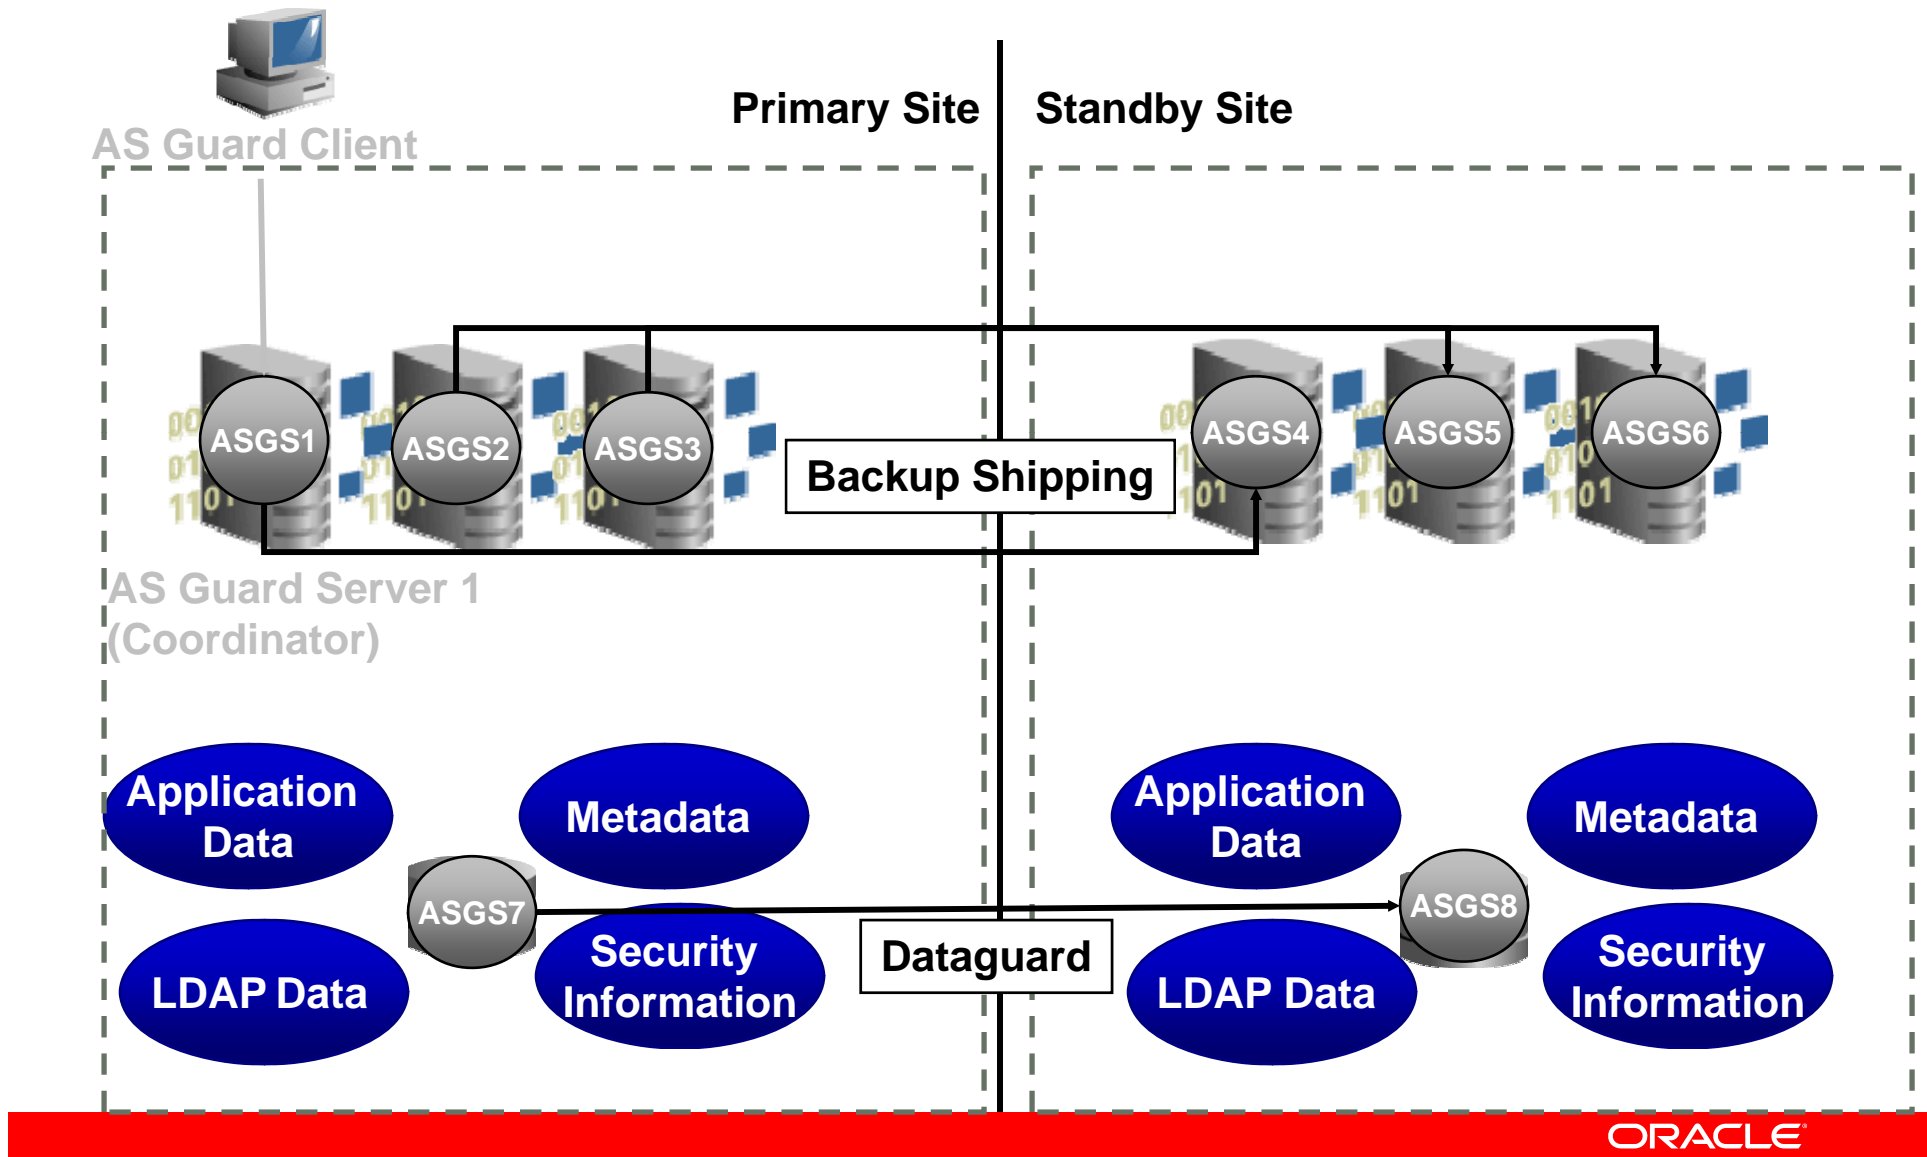 AS Guard Client
Primary Site
Standby Site
ASGS1
ASGS2
ASGS3
ASGS4
ASGS5
ASGS6
Backup Shipping
AS Guard Server 1
(Coordinator)
Application
Data
Metadata
ASGS7
LDAP Data
Security
Information
Dataguard
Application
Data
Metadata
ASGS8
LDAP Data
Security
Information
ORACLE